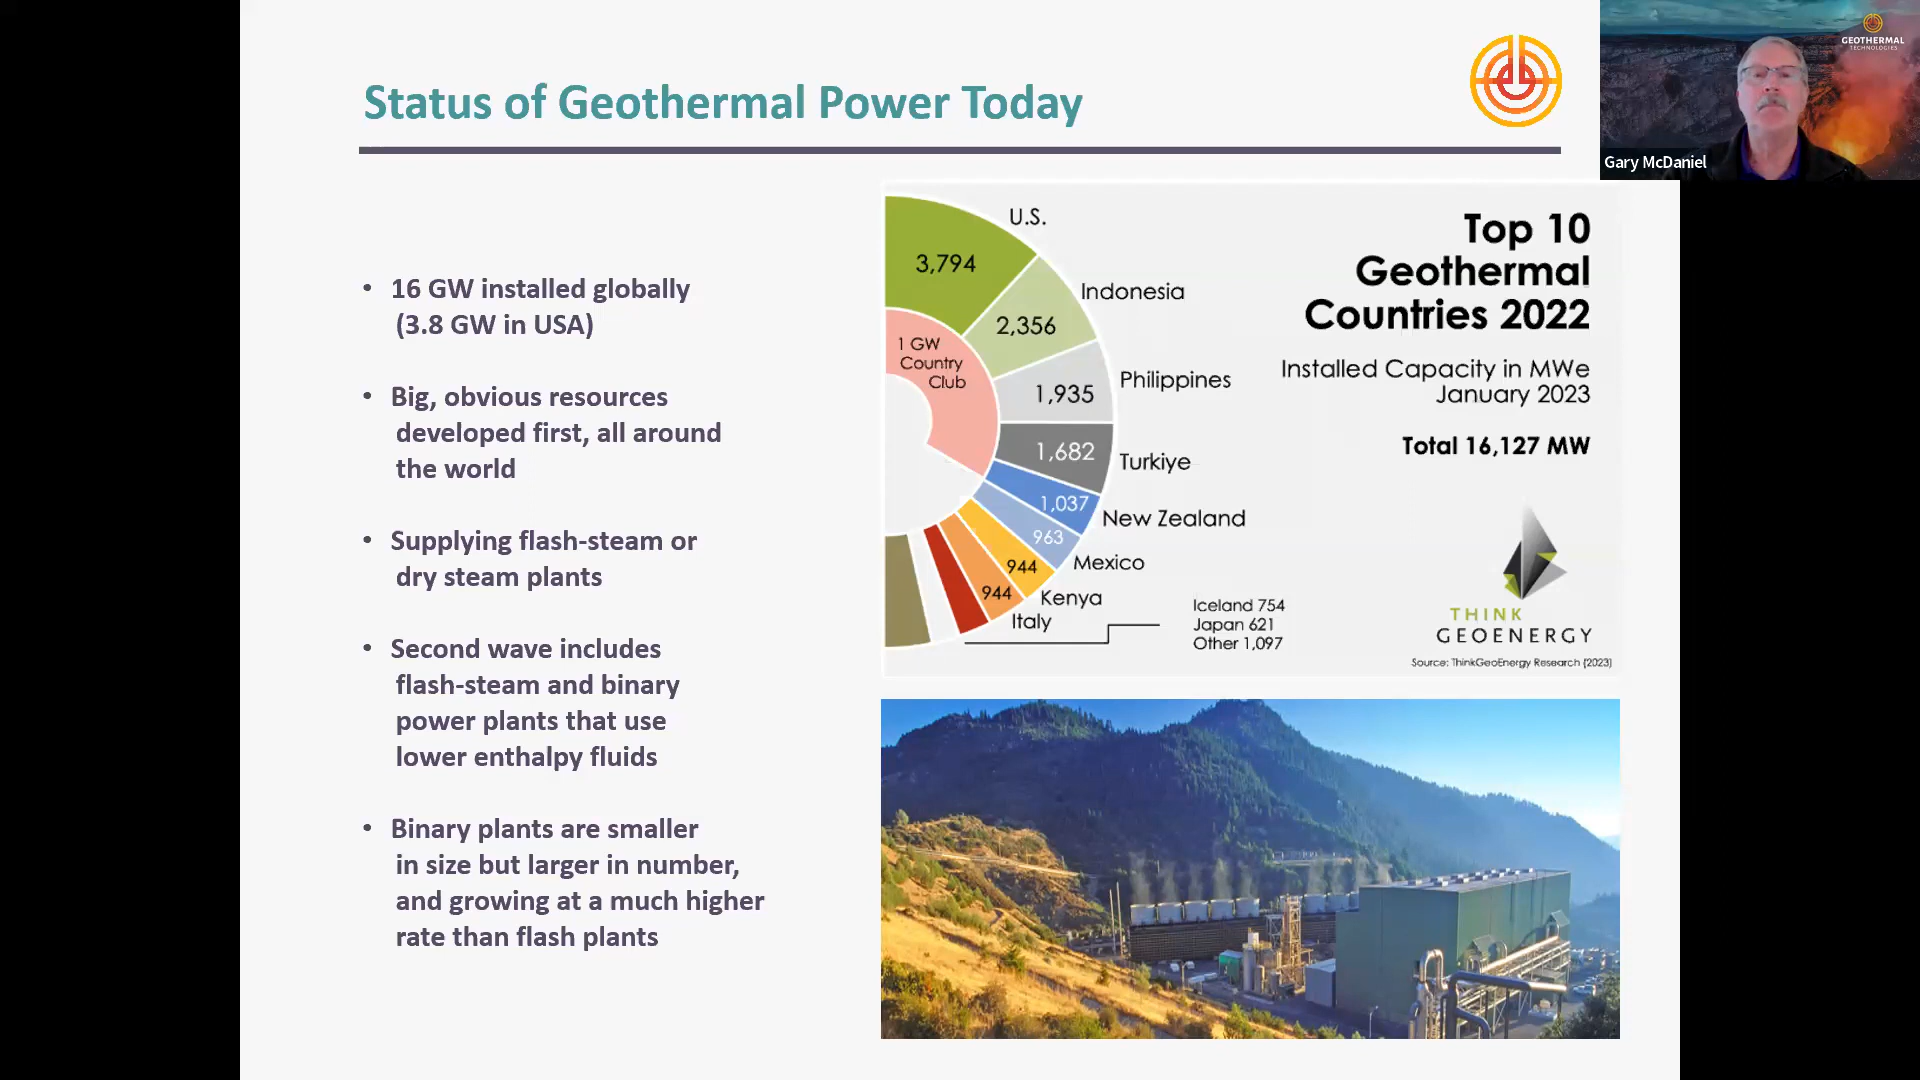 Status of Geothermal Power Today
GEOTHERMAL
TECHNOLOGIES
Gary McDaniel
• 16 GW installed globally
(3.8 GW in USA)
• Big, obvious resources
developed first, all around
the world
• Supplying flash-steam or
dry steam plants
• Second wave includes
flash-steam and binary
power plants that use
lower enthalpy fluids
• Binary plants are smaller
in size but larger in number,
and growing at a much higher
rate than flash plants
U.S.
3,794
Indonesia
2,356
1 GW
Country
Club
Philippines
1,935
Turkiye
1,682
New Zealand
1,037
Mexico
963
Kenya
944
Italy
944
Iceland 754
Japan 621
Other 1,097
Top 10
Geothermal
Countries 2022
Installed Capacity in MWe
January 2023
Total 16,127 MW
THINK
GEOENERGY
Source: ThinkGeoEnergy Research (2023)